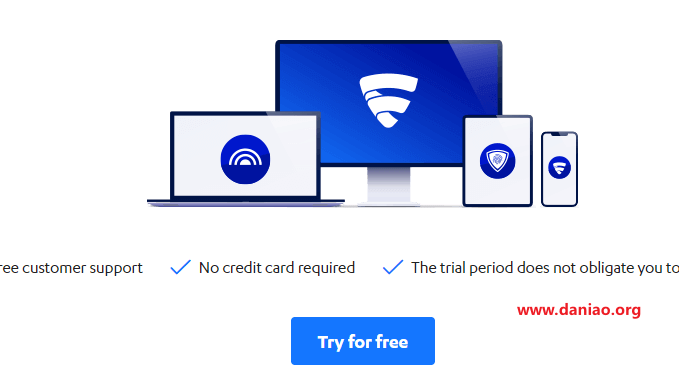 ree customer support No credit card required The trial period does not obligate you to
www.daniao.org
Try for free